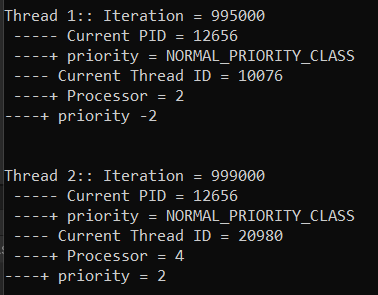 Thread 1:: Iteration = 995000
 ----- Current PID = 12656
 ----+ priority = NORMAL_PRIORITY_CLASS
 ---- Current Thread ID = 10076
 ----+ Processor = 2
----+ priority -2
Thread 2:: Iteration = 999000
 ----- Current PID = 12656
 ----+ priority = NORMAL_PRIORITY_CLASS
 ---- Current Thread ID = 20980
 ----+ Processor = 4
----+ priority = 2